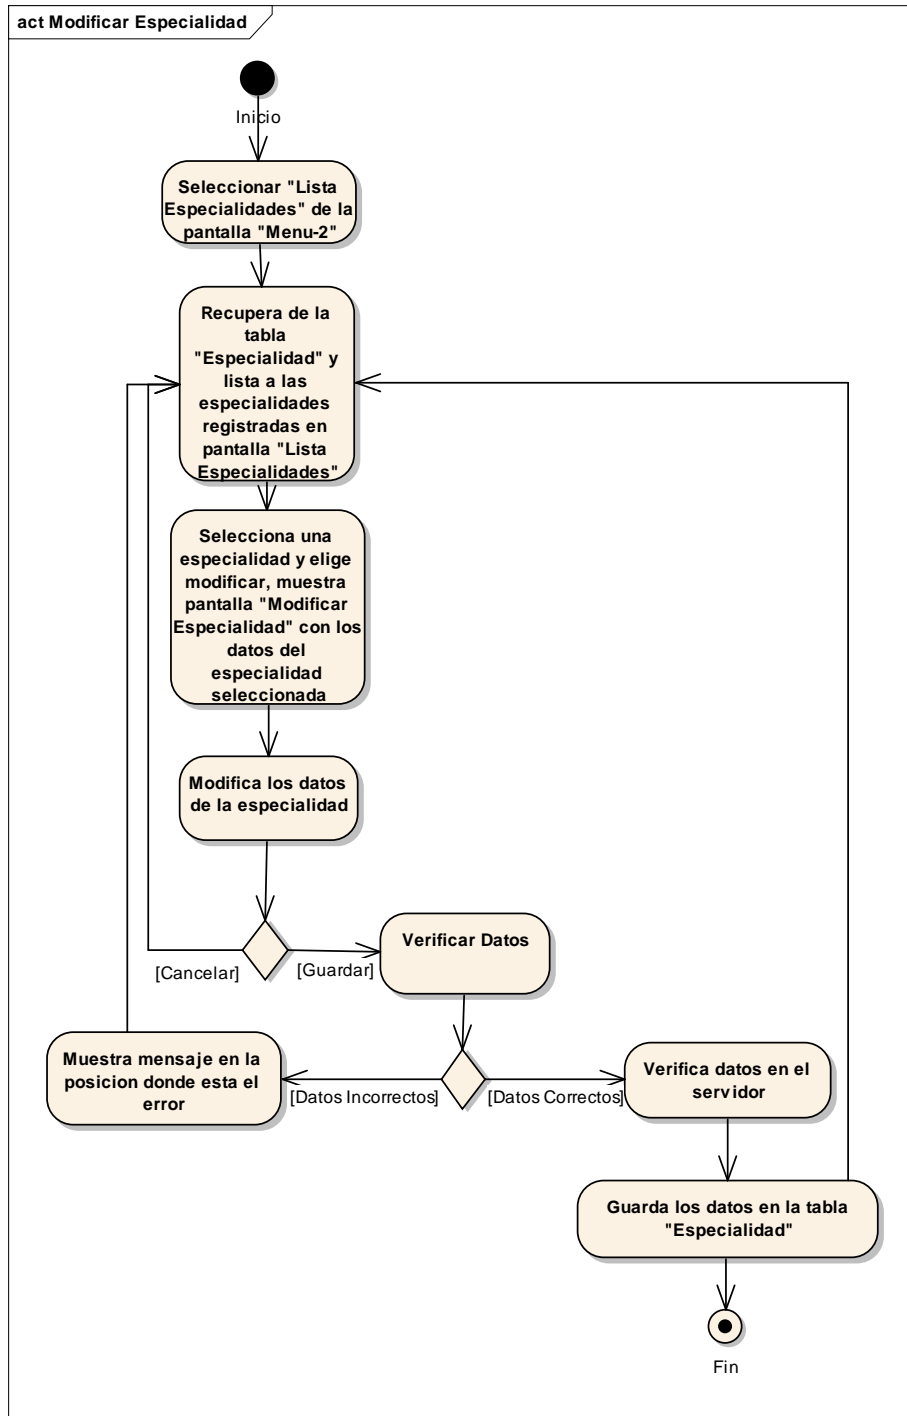 act Modificar Especialidad
Inicio
Seleccionar "Lista
Especialidades" de la
pantalla "Menu-2"
Recupera de la
tabla
"Especialidad" y
lista a las
especialidades
registradas en
pantalla "Lista
Especialidades"
Selecciona una
especialidad y elige
modificar, muestra
pantalla "Modificar
Especialidad" con los
datos del
especialidad
seleccionada
Modifica los datos
de la especialidad
[Cancelar]
[Guardar]
Verificar Datos
Muestra mensaje en la
posicion donde esta el
error
[Datos Incorrectos]
[Datos Correctos]
Verifica datos en el
servidor
Guarda los datos en la tabla
"Especialidad"
Fin